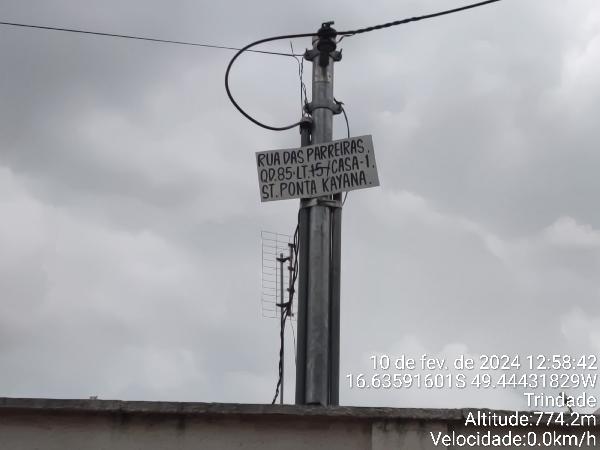 RUA DAS PARREIRAS.
QD.85-LT.15/CASA-1.
ST. PONTA KAYANA.
10 de fev. de 2024 12:58:42
16.63591601S 49.44431829W
Trindade
Altitude:774.2m
Velocidade:0.0km/h